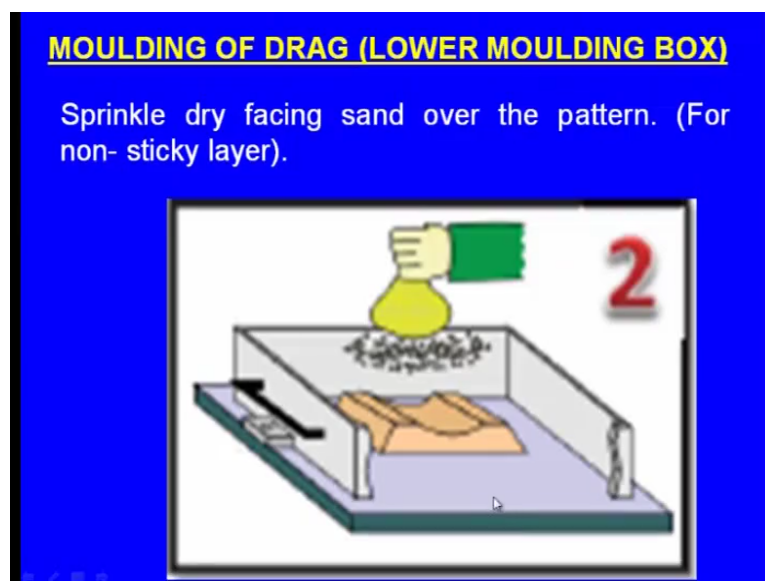 MOULDING OF DRAG (LOWER MOULDING BOX)
Sprinkle dry facing sand over the pattern. (For
non- sticky layer).
2